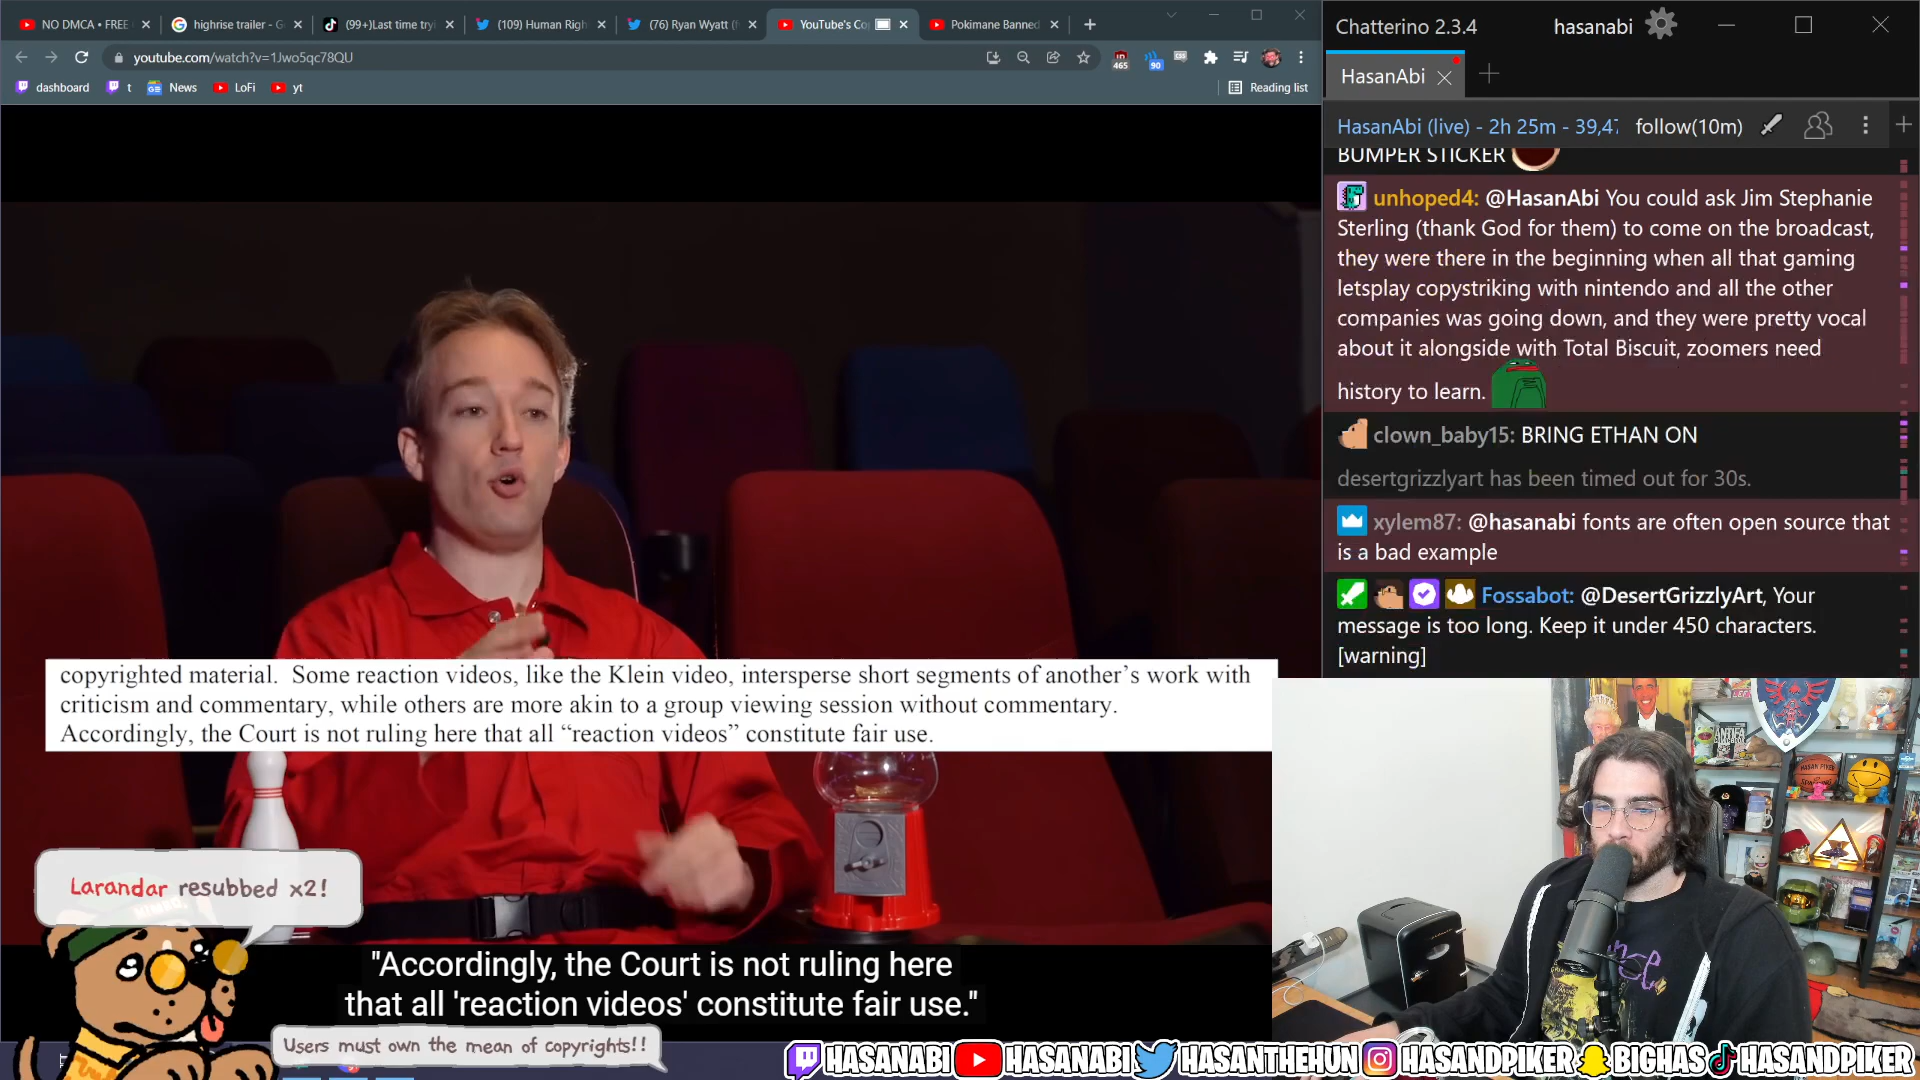 NO DMCA • FREE
highrise trailer - G
(99+)Last time tryi
(109) Human Righ
(76) Ryan Wyatt (
YouTube's Co
Pokimane Banned
youtube.com/watch?v=1Jwo5qc78QU
465
90
dashboard
t
News
LoFi
yt
Reading list
copyrighted material. Some reaction videos, like the Klein video, intersperse short segments of another's work with
criticism and commentary, while others are more akin to a group viewing session without commentary.
Accordingly, the Court is not ruling here that all “reaction videos” constitute fair use.
Larandar resubbed x2!
"Accordingly, the Court is not ruling here
that all 'reaction videos' constitute fair use."
Users must own the mean of copyrights!!
Chatterino 2.3.4
hasanabi
HasanAbi
HasanAbi (live) - 2h 25m - 39,47
follow(10m)
BUMPER STICKER
unhoped4: @HasanAbi You could ask Jim Stephanie
Sterling (thank God for them) to come on the broadcast,
they were there in the beginning when all that gaming
letsplay copystriking with nintendo and all the other
companies was going down, and they were pretty vocal
about it alongside with Total Biscuit, zoomers need
history to learn.
clown_baby15: BRING ETHAN ON
desertgrizzlyart has been timed out for 30s.
xylem87: @hasanabi fonts are often open source that
is a bad example
Fossabot: @DesertGrizzlyArt, Your
message is too long. Keep it under 450 characters.
[warning]
HASANABI HASANABI HASANTHEHUN HASANDPIKER BIGHAS HASANDPIKER